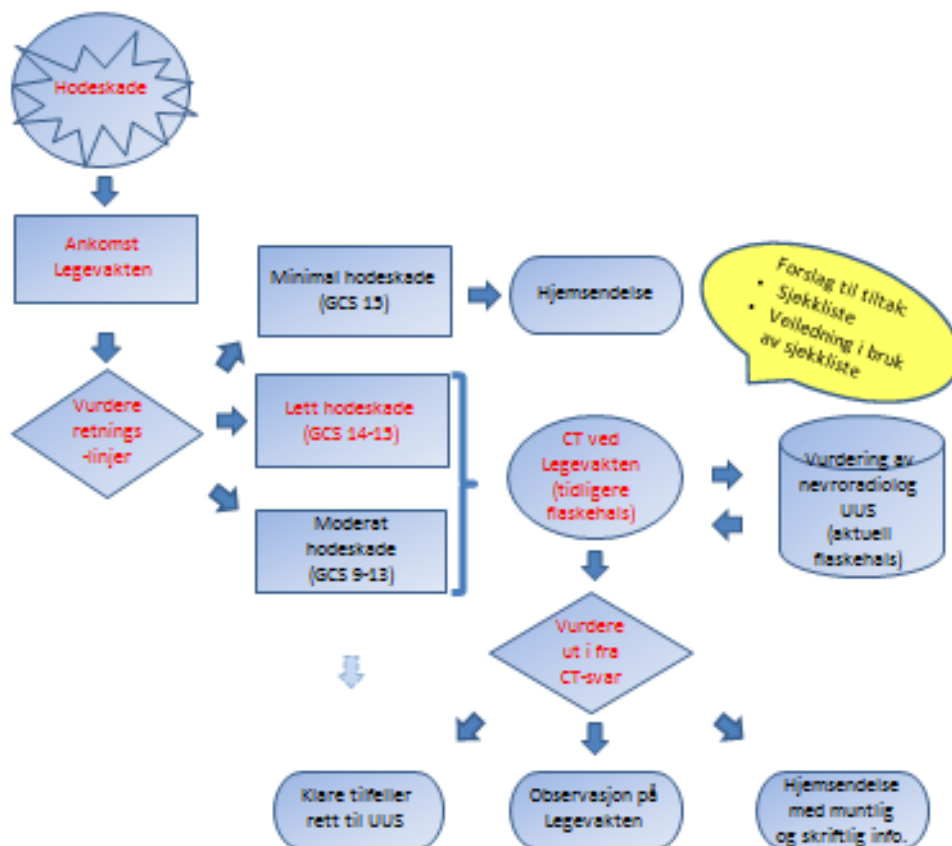 Hodeskade
Ankomst
Legevakten
Minimal hodeskade
(GCS 15)
Hjemsendelse
Forslag til tiltak:
• Sjekkliste
• Veiledning i bruk
av sjekkliste
Vurdere
retnings
-linjer
Lett hodeskade
(GCS 14-15)
Moderat
hodeskade
(GCS 9-13)
CT ved
Legevakten
(tidligere
flaskehals)
Vurdering av
nevroradiolog
UUS
(aktuell
flaskehals)
Vurdere
ut i fra
CT-svar
Klare tilfeller
rett til UUS
Observasjon på
Legevakten
Hjemsendelse
med muntlig
og skriftlig info.